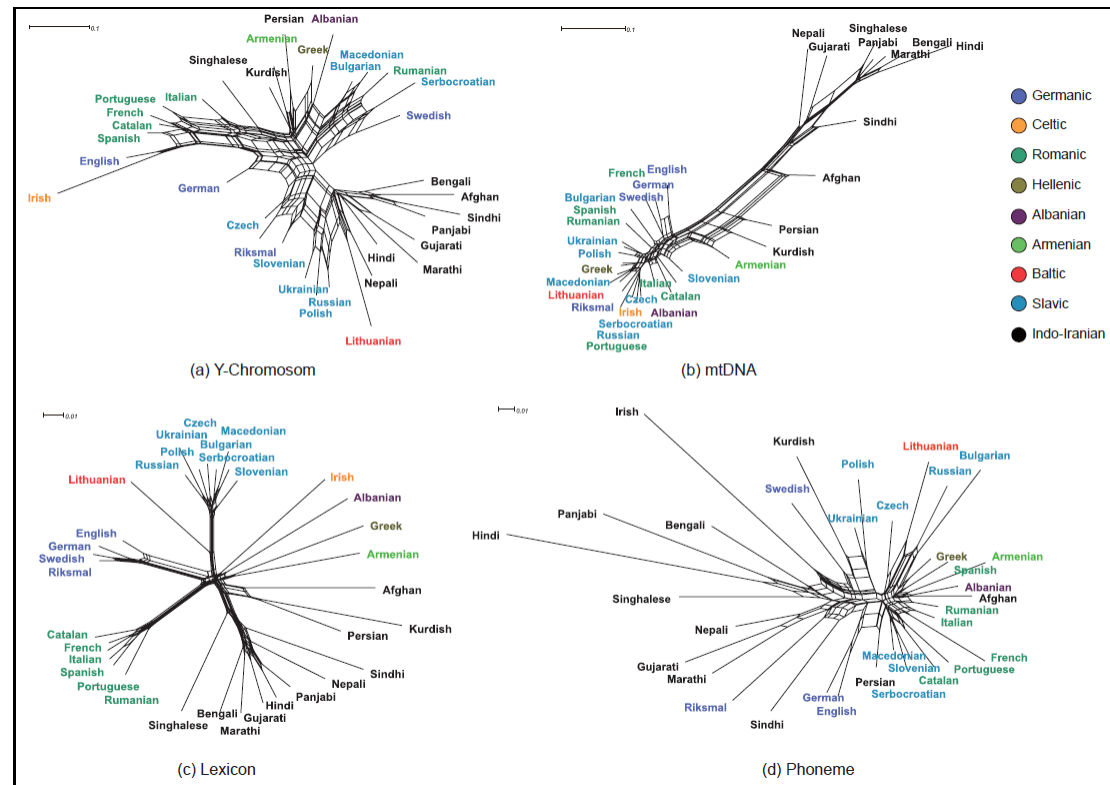 0.1
Persian Albanian
Armenian
Greek
Macedonian
Bulgarian
Singhalese
Kurdish
Rumanian
Serbocroatian
Portuguese
Italian
French
Catalan
Spanish
Swedish
English
Irish
German
Bengali
Afghan
Sindhi
Panjabi
Gujarati
Marathi
Hindi
Nepali
Czech
Riksmal
Slovenian
Ukrainian
Russian
Polish
Lithuanian
(a) Y-Chromosom
0.1
Nepali
Gujarati
Singhalese
Panjabi
Bengali
Marathi
Hindi
Sindhi
Afghan
French
English
German
Bulgarian
Swedish
Spanish
Rumanian
Persian
Ukrainian
Polish
Kurdish
Greek
Armenian
Slovenian
Macedonian
Italian
Lithuanian
Czech
Catalan
Riksmal
Irish
Albanian
Serbocroatian
Russian
Portuguese
(b) mtDNA
Germanic
Celtic
Romanic
Hellenic
Albanian
Armenian
Baltic
Slavic
Indo-Iranian
0.01
Czech
Ukrainian
Macedonian
Bulgarian
Polish
Serbocroatian
Russian
Slovenian
Lithuanian
Irish
Albanian
Greek
Armenian
English
German
Swedish
Riksmal
Afghan
Kurdish
Persian
Catalan
French
Italian
Spanish
Portuguese
Rumanian
Sindhi
Nepali
Panjabi
Hindi
Gujarati
Bengali
Marathi
Singhalese
(c) Lexicon
0.01
Irish
Kurdish
Lithuanian
Bulgarian
Polish
Russian
Swedish
Czech
Panjabi
Ukrainian
Bengali
Hindi
Greek
Armenian
Spanish
Albanian
Afghan
Singhalese
Rumanian
Italian
Nepali
Macedonian
French
Gujarati
Slovenian
Portuguese
Marathi
Persian
Catalan
Serbocroatian
Riksmal
German
English
Sindhi
(d) Phoneme